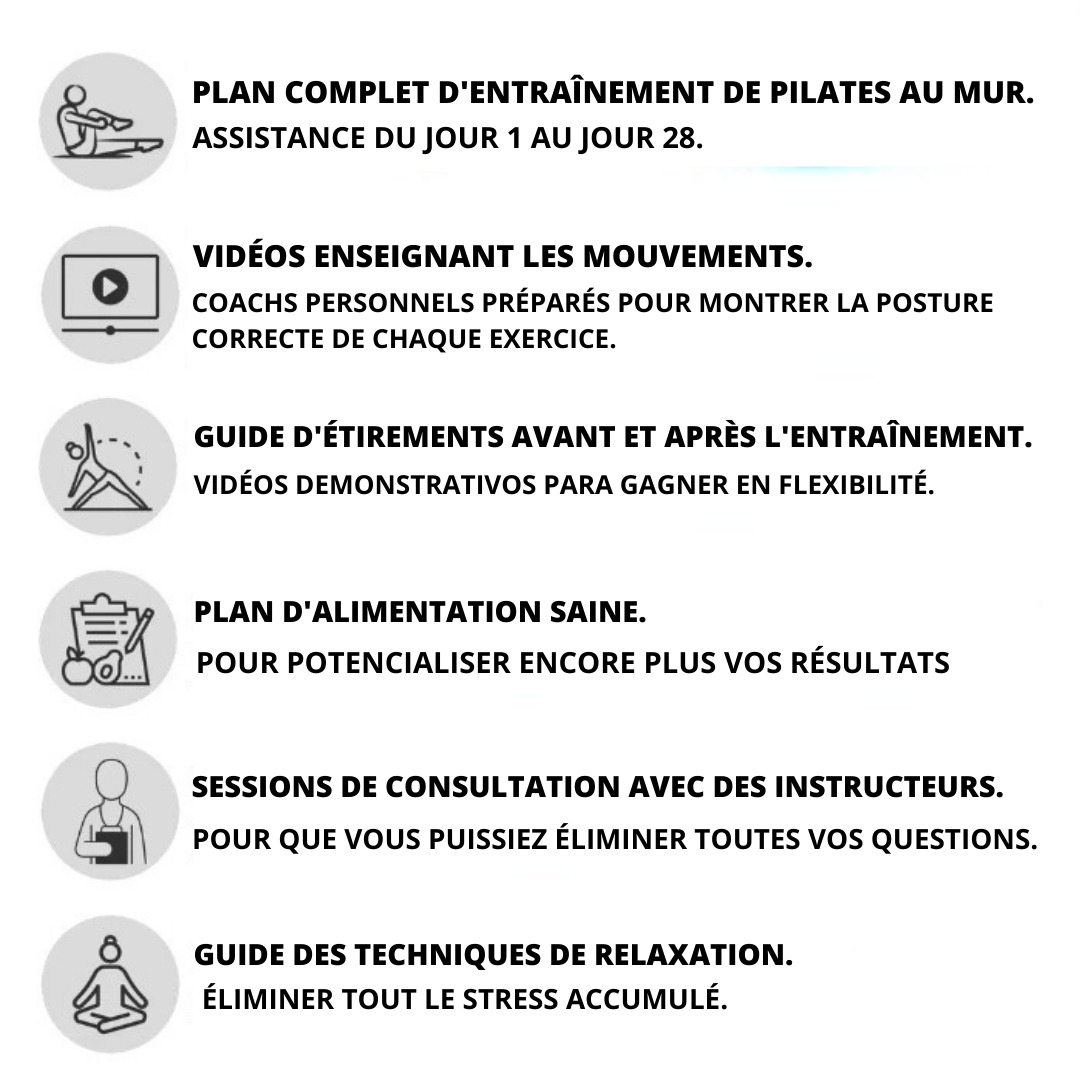 PLAN COMPLET D'ENTRAÎNEMENT DE PILATES AU MUR.
ASSISTANCE DU JOUR 1 AU JOUR 28.
VIDÉOS ENSEIGNANT LES MOUVEMENTS.
COACHS PERSONNELS PRÉPARÉS POUR MONTRER LA POSTURE
CORRECTE DE CHAQUE EXERCICE.
GUIDE D'ÉTIREMENTS AVANT ET APRÈS L'ENTRAÎNEMENT.
VIDÉOS DEMONSTRATIVOS PARA GAGNER EN FLEXIBILITÉ.
PLAN D'ALIMENTATION SAINE.
POUR POTENCIALISER ENCORE PLUS VOS RÉSULTATS
SESSIONS DE CONSULTATION AVEC DES INSTRUCTEURS.
POUR QUE VOUS PUISSIEZ ÉLIMINER TOUTES VOS QUESTIONS.
GUIDE DES TECHNIQUES DE RELAXATION.
ÉLIMINER TOUT LE STRESS ACCUMULÉ.